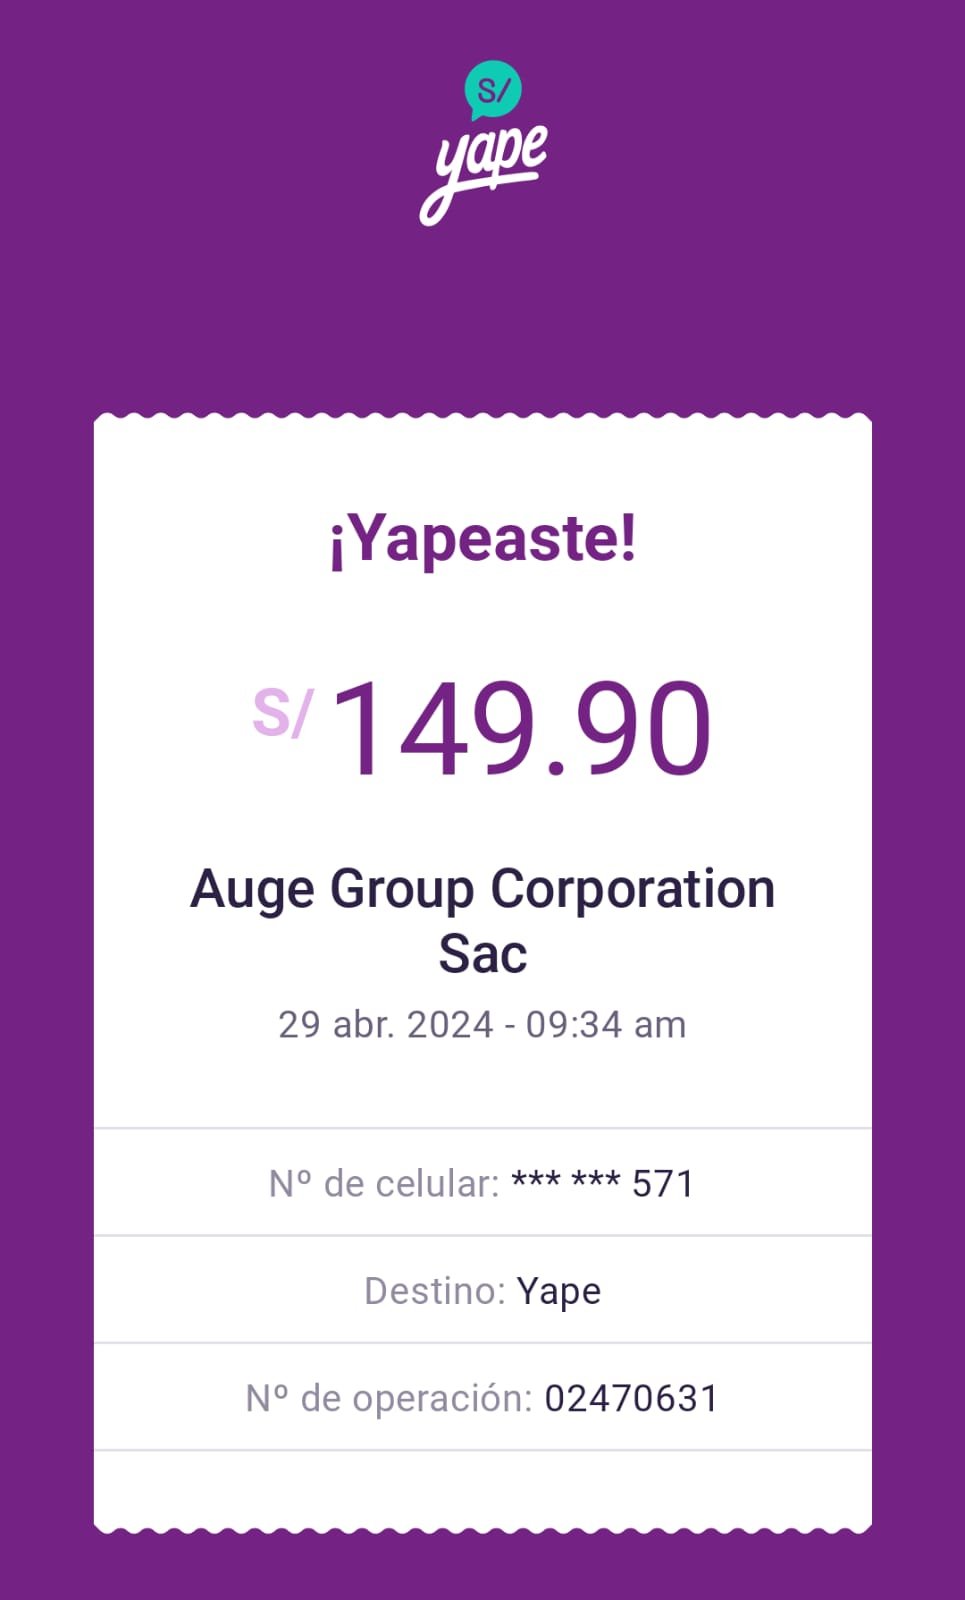 S/
yape
¡Yapeaste!
S/ 149.90
Auge Group Corporation
Sac
29 abr. 2024 - 09:34 am
Nº de celular: *** *** 571
Destino: Yape
Nº de operación: 02470631